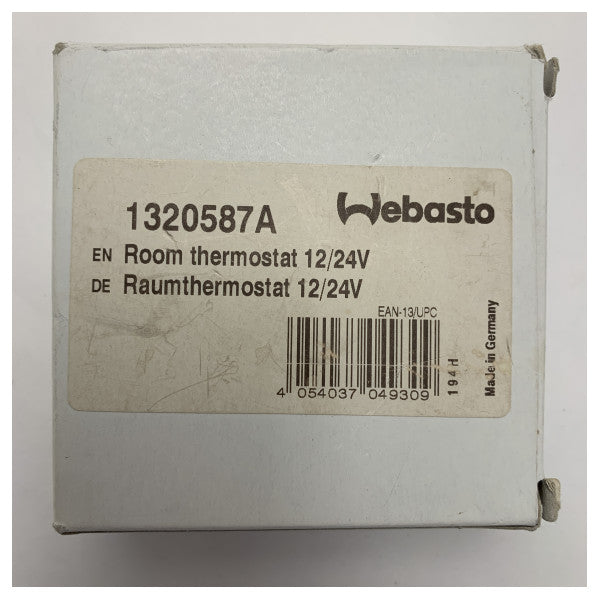 1320587A
Webasto
EN Room thermostat 12/24V
DE Raumthermostat 12/24V
EAN-13/UPC
4 054037 049309
194H
Made in Germany